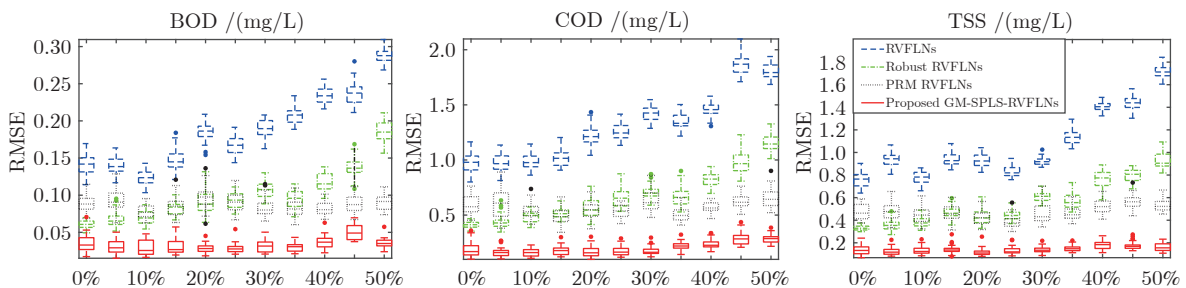 BOD /(mg/L)
RMSE
0.30
0.25
0.20
0.15
0.10
0.05
0% 10% 20% 30% 40% 50%
COD /(mg/L)
RMSE
2.0
1.5
1.0
0.5
0% 10% 20% 30% 40% 50%
TSS /(mg/L)
RMSE
1.8
1.6
1.4
1.2
1.0
0.8
0.6
0.4
0.2
RVFLNs
Robust RVFLNs
PRM RVFLNs
Proposed GM-SPLS-RVFLNs
0% 10% 20% 30% 40% 50%